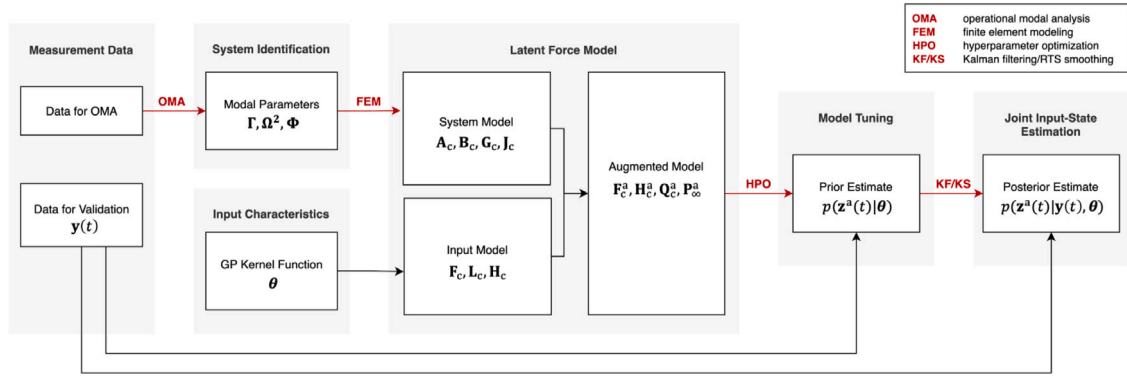 OMA operational modal analysis
FEM finite element modeling
HPO hyperparameter optimization
KF/KS Kalman filtering/RTS smoothing
Measurement Data
Data for OMA
Data for Validation
y(t)
OMA
System Identification
Modal Parameters
Γ, Ω², Φ
Input Characteristics
GP Kernel Function
θ
FEM
Latent Force Model
System Model
A_c, B_c, G_c, J_c
Input Model
F_c, L_c, H_c
Augmented Model
F_c^a, H_c^a, Q_c^a, P_∞^a
HPO
Model Tuning
Prior Estimate
p(z^a(t)|θ)
KF/KS
Joint Input-State
Estimation
Posterior Estimate
p(z^a(t)|y(t), θ)